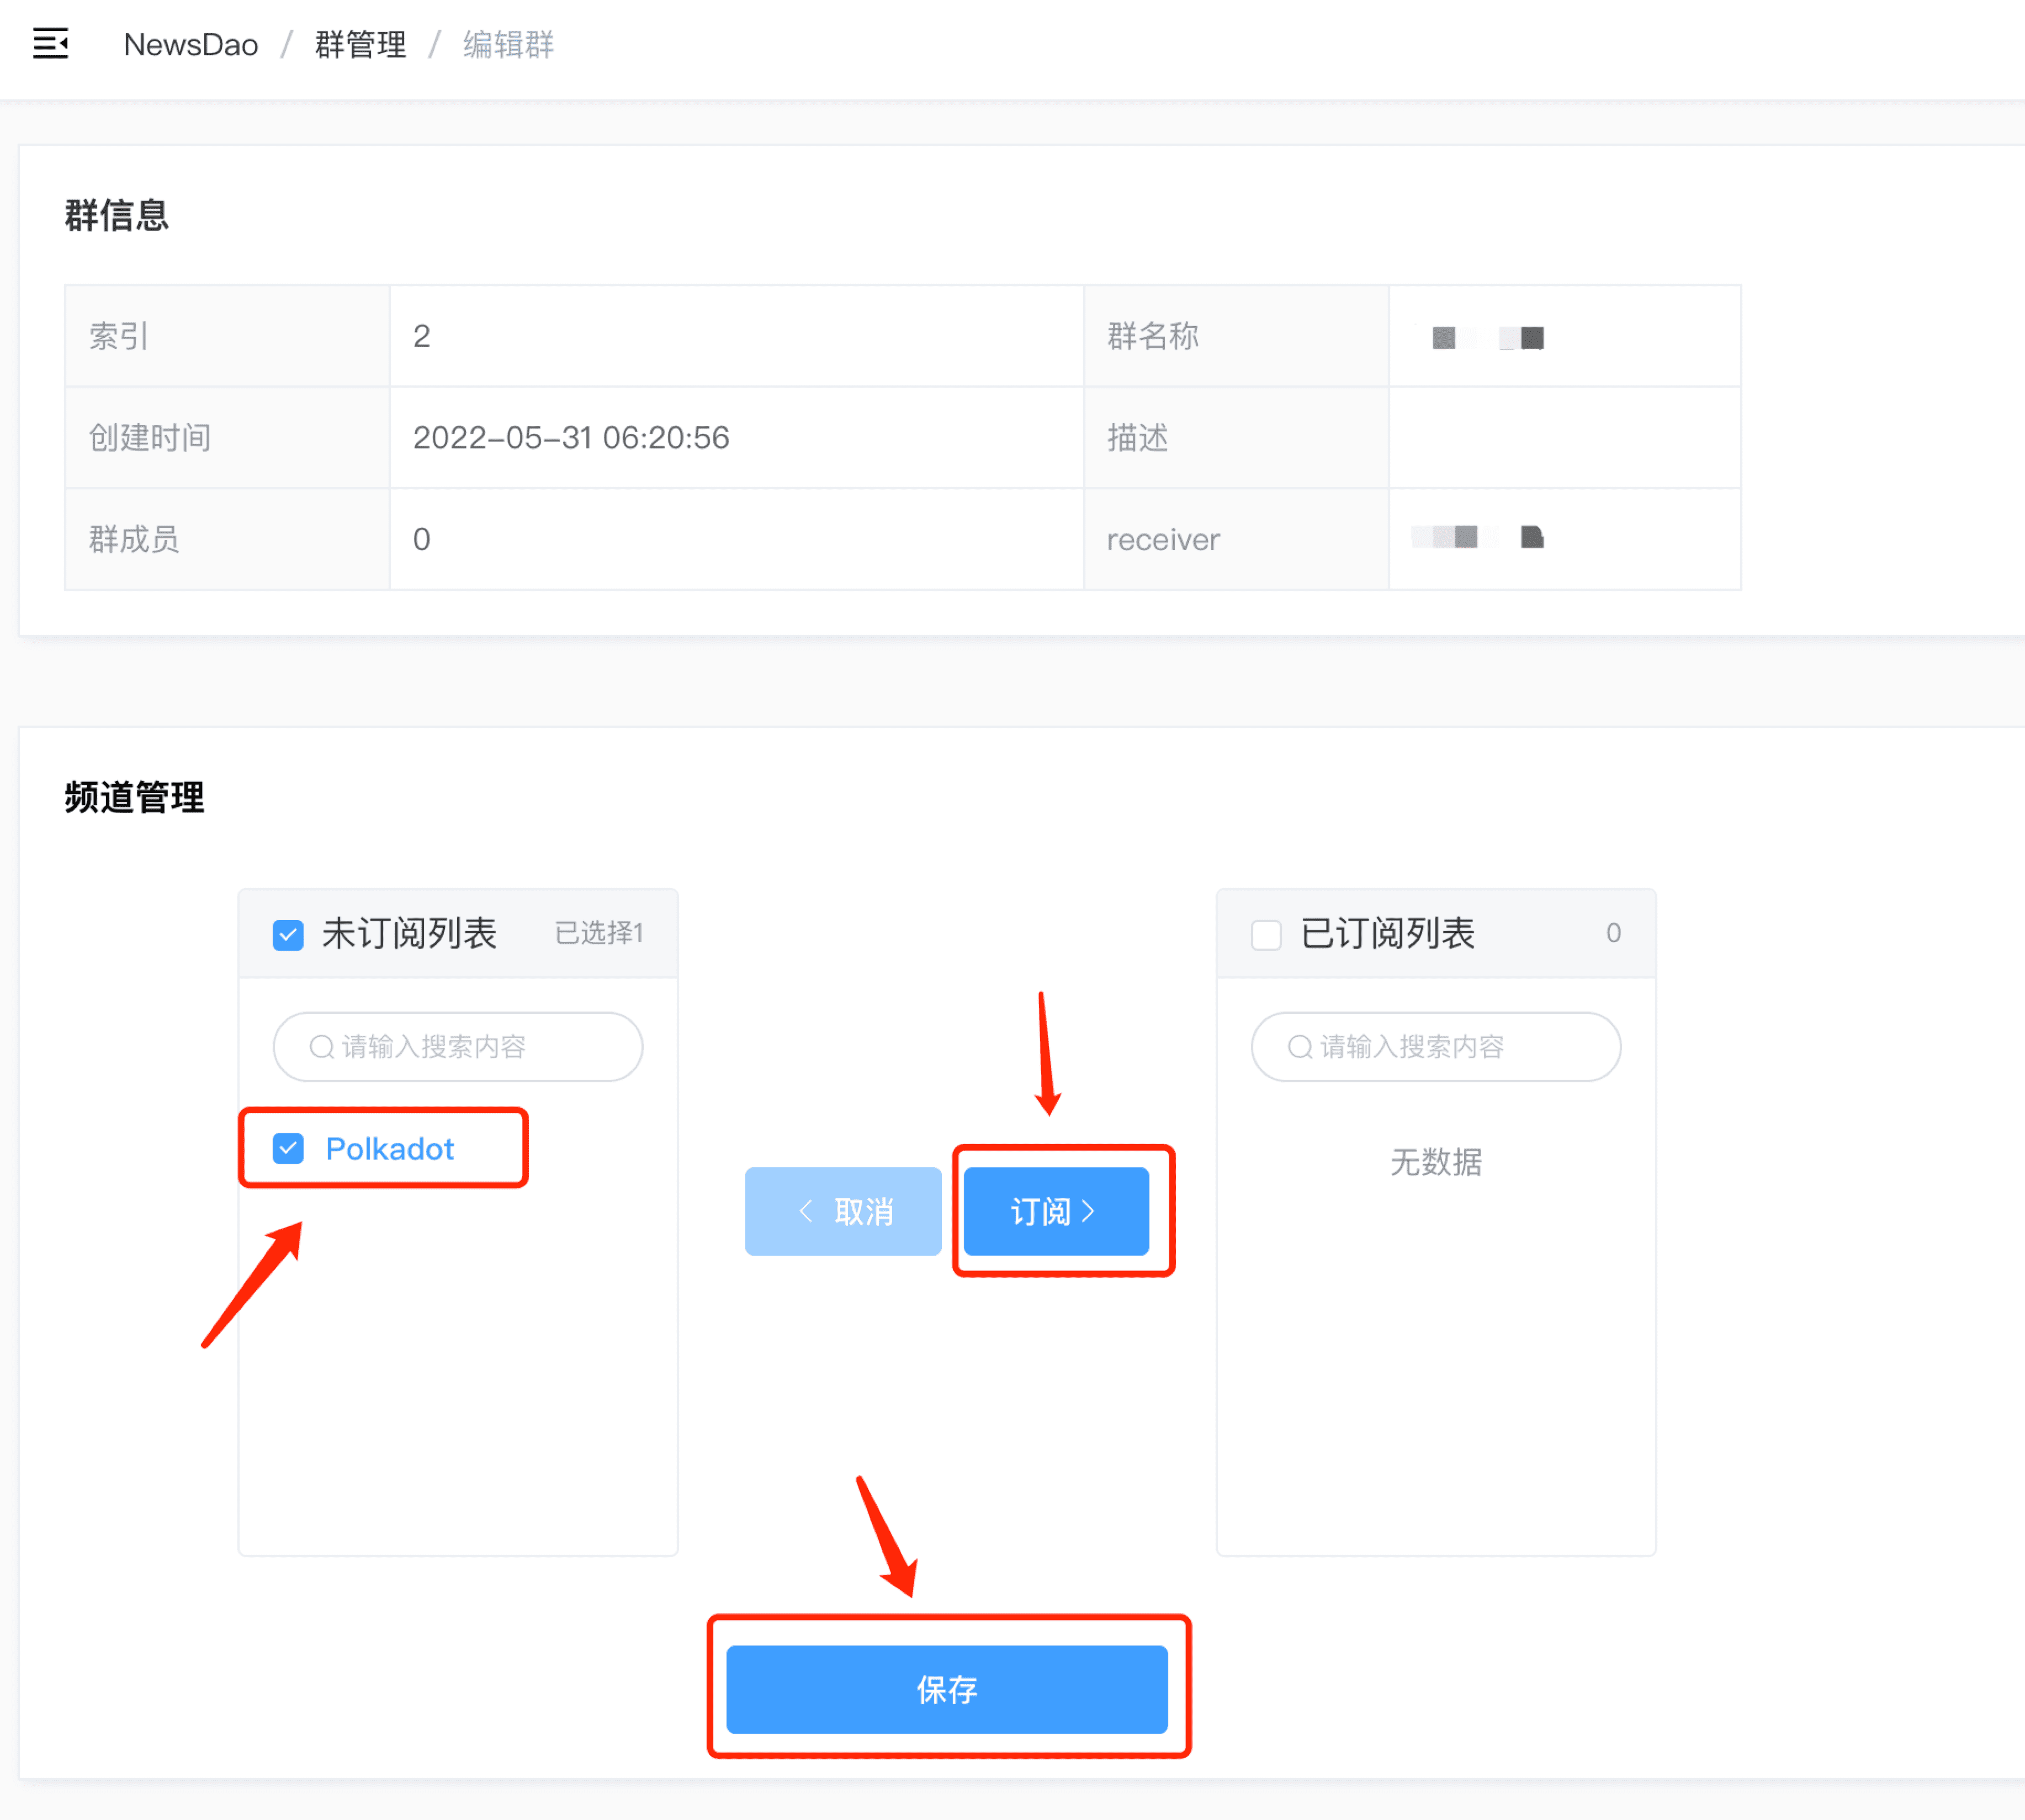 NewsDao / 群管理 / 编辑群
群信息
索引 2 群名称
创建时间 2022-05-31 06:20:56 描述
群成员 0 receiver
频道管理
未订阅列表 已选择1 已订阅列表 0
请输入搜索内容 请输入搜索内容
Polkadot 无数据
取消 订阅
保存